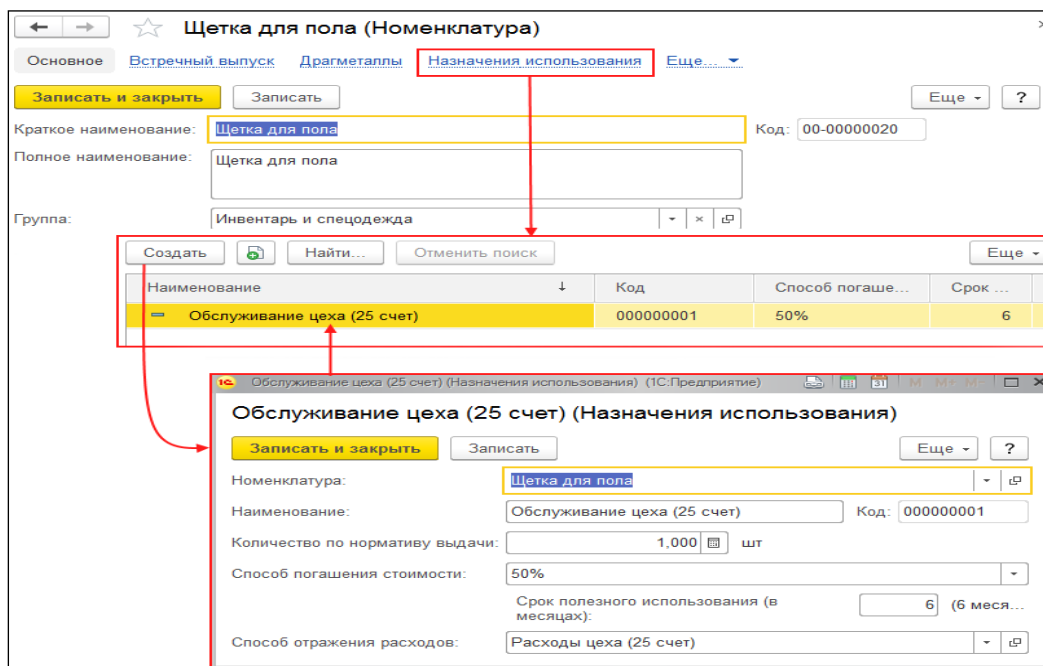 Щетка для пола (Номенклатура)
Основное Встречный выпуск Драгметаллы Назначения использования Еще...
Записать и закрыть Записать Еще ?
Краткое наименование: Щетка для пола Код: 00-00000020
Полное наименование: Щетка для пола
Группа: Инвентарь и спецодежда
Создать Найти... Отменить поиск Еще
Наименование Код Способ погаше... Срок ...
Обслуживание цеха (25 счет) 000000001 50% 6
1С Обслуживание цеха (25 счет) (Назначения использования) (1С:Предприятие) 31 M M+ M-
Обслуживание цеха (25 счет) (Назначения использования)
Записать и закрыть Записать Еще ?
Номенклатура: Щетка для пола
Наименование: Обслуживание цеха (25 счет) Код: 000000001
Количество по нормативу выдачи: 1,000 шт
Способ погашения стоимости: 50%
Срок полезного использования (в
месяцах): 6 (6 меся...
Способ отражения расходов: Расходы цеха (25 счет)